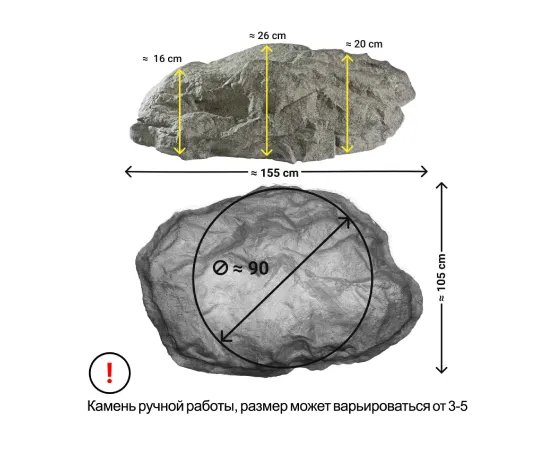 ≈ 26 cm
≈ 20 cm
≈ 16 cm
≈ 155 cm
⌀ ≈ 90
≈ 105 cm
!
Камень ручной работы, размер может варьироваться от 3-5